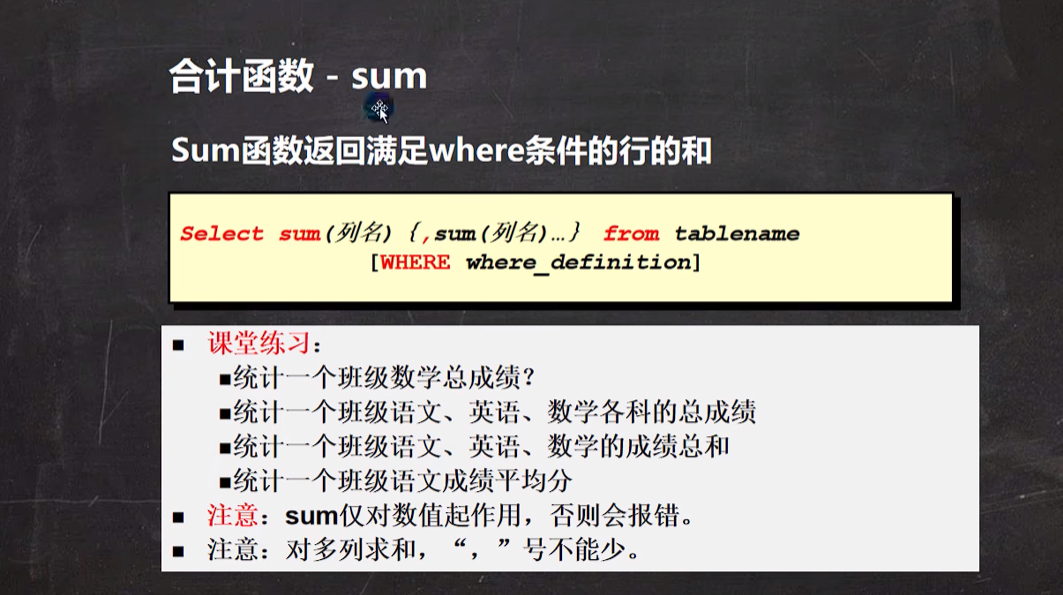 合计函数 - sum
Sum函数返回满足where条件的行的和
Select sum(列名)｛,sum(列名)…｝ from tablename
[WHERE where_definition]
■ 课堂练习：
■统计一个班级数学总成绩？
■统计一个班级语文、英语、数学各科的总成绩
■统计一个班级语文、英语、数学的成绩总和
■统计一个班级语文成绩平均分
■ 注意：sum仅对数值起作用，否则会报错。
■ 注意：对多列求和，“，”号不能少。